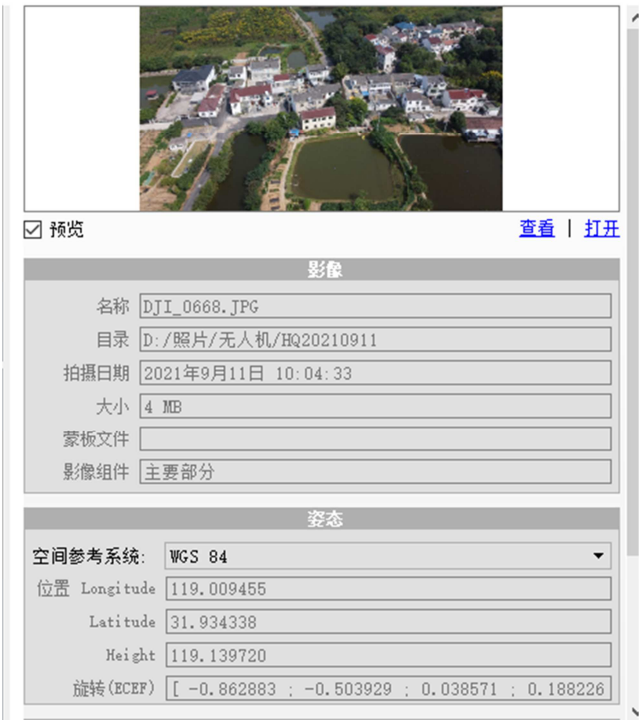 预览
查看 | 打开
影像
名称 DJI_0668.JPG
目录 D:/照片/无人机/HQ20210911
拍摄日期 2021年9月11日 10:04:33
大小 4 MB
蒙板文件
影像组件 主要部分
姿态
空间参考系统: WGS 84
位置 Longitude 119.009455
Latitude 31.934338
Height 119.139720
旋转(ECEF) [ -0.862883 ; -0.503929 ; 0.038571 ; 0.188226